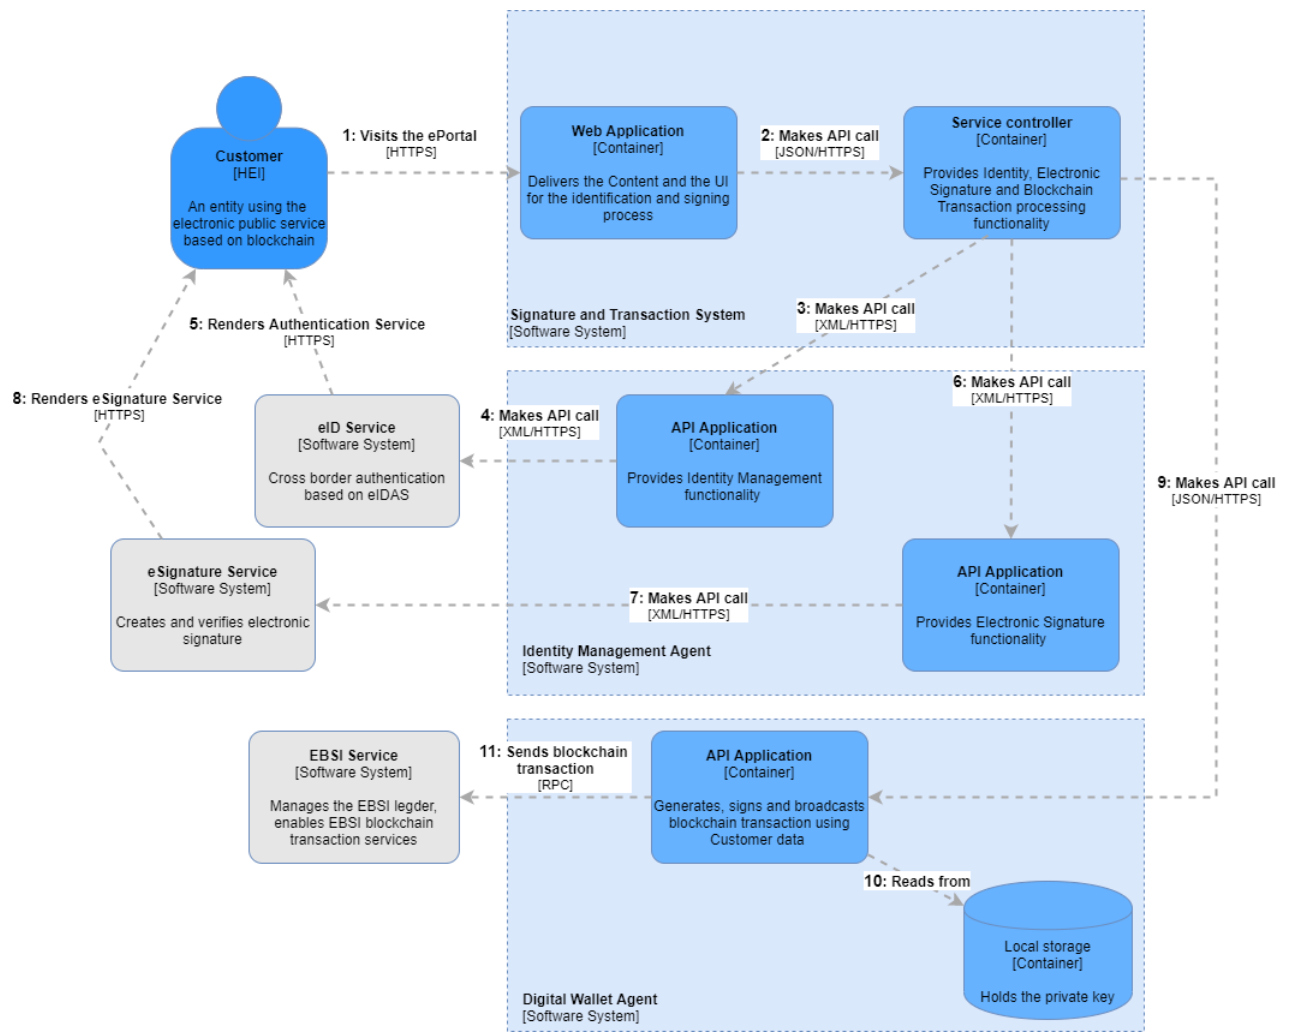 Customer
[HEI]
An entity using the
electronic public service
based on blockchain
1: Visits the ePortal
[HTTPS]
Web Application
[Container]
Delivers the Content and the UI
for the identification and signing
process
2: Makes API call
[JSON/HTTPS]
Service controller
[Container]
Provides Identity, Electronic
Signature and Blockchain
Transaction processing
functionality
Signature and Transaction System
[Software System]
3: Makes API call
[XML/HTTPS]
5: Renders Authentication Service
[HTTPS]
8: Renders eSignature Service
[HTTPS]
eID Service
[Software System]
Cross border authentication
based on eIDAS
4: Makes API call
[XML/HTTPS]
API Application
[Container]
Provides Identity Management
functionality
6: Makes API call
[XML/HTTPS]
9: Makes API call
[JSON/HTTPS]
eSignature Service
[Software System]
Creates and verifies electronic
signature
7: Makes API call
[XML/HTTPS]
API Application
[Container]
Provides Electronic Signature
functionality
Identity Management Agent
[Software System]
EBSI Service
[Software System]
Manages the EBSI legder,
enables EBSI blockchain
transaction services
11: Sends blockchain
transaction
[RPC]
API Application
[Container]
Generates, signs and broadcasts
blockchain transaction using
Customer data
10: Reads from
Local storage
[Container]
Holds the private key
Digital Wallet Agent
[Software System]